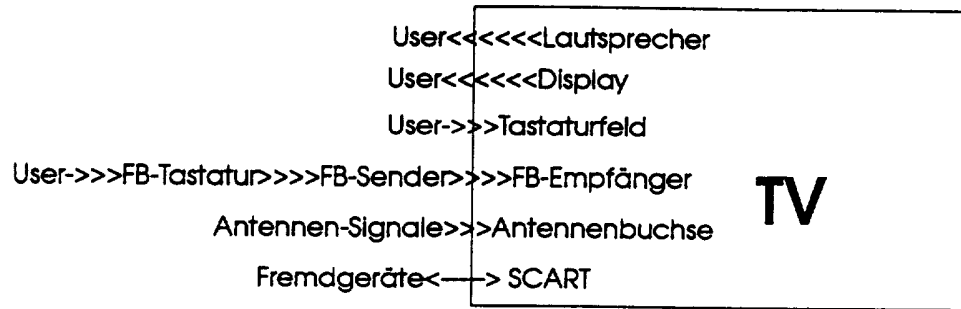 User<<<<<<Lautsprecher
User<<<<<<Display
User->>>Tastaturfeld
User->>>FB-Tastatur>>>>FB-Sender>>>>FB-Empfänger
TV
Antennen-Signale>>>Antennenbuchse
Fremdgeräte<---> SCART